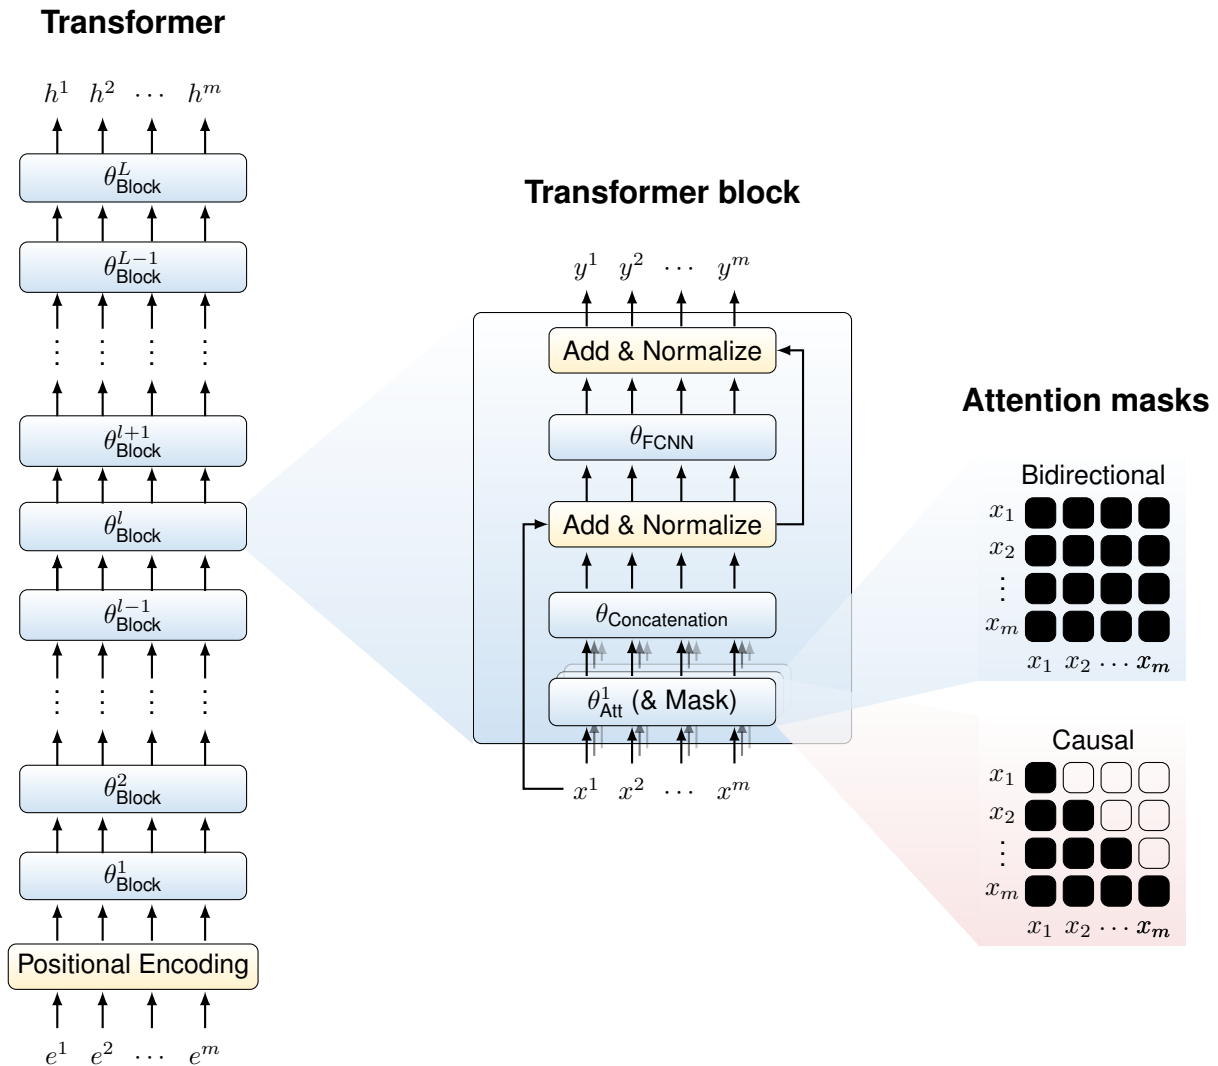 Transformer
h^1 h^2 ⋯ h^m
θ^L_Block
θ^{L−1}_Block
⋮ ⋮ ⋮ ⋮
θ^{l+1}_Block
θ^l_Block
θ^{l−1}_Block
⋮ ⋮ ⋮ ⋮
θ^2_Block
θ^1_Block
Positional Encoding
e^1 e^2 ⋯ e^m
Transformer block
y^1 y^2 ⋯ y^m
Add & Normalize
θ_FCNN
Add & Normalize
θ_Concatenation
θ^1_Att (& Mask)
x^1 x^2 ⋯ x^m
Attention masks
Bidirectional
x_1
x_2
⋮
x_m
x_1 x_2 ⋯ x_m
Causal
x_1
x_2
⋮
x_m
x_1 x_2 ⋯ x_m